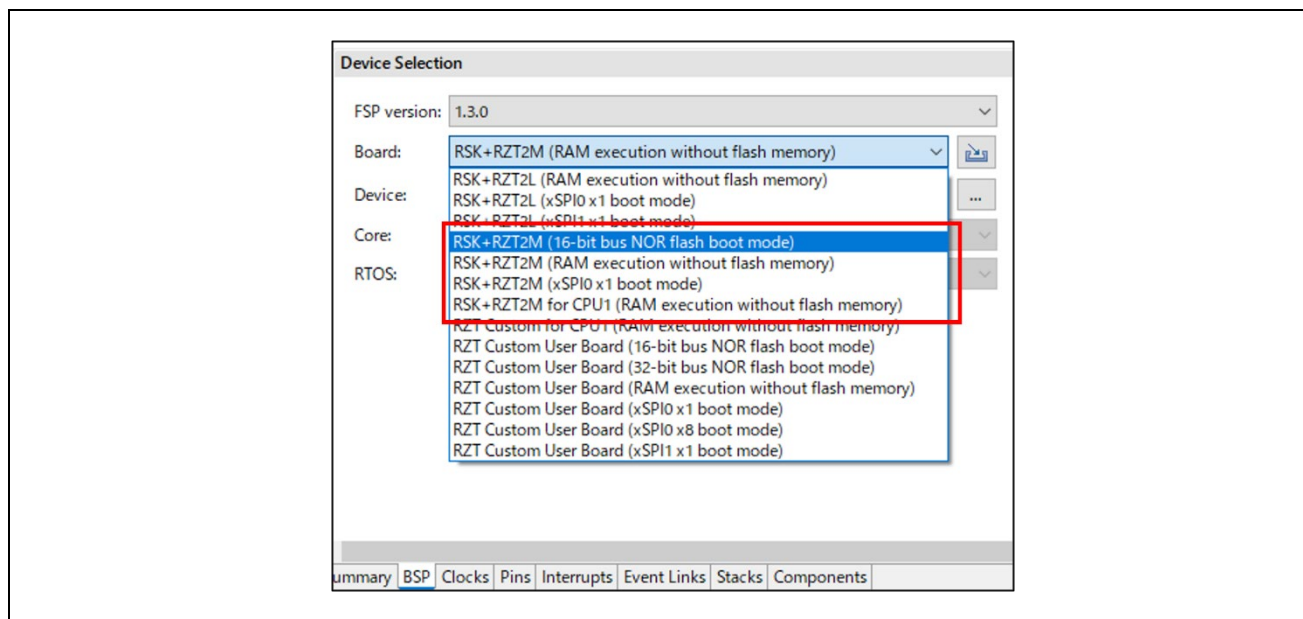 Device Selection
FSP version: 1.3.0
Board: RSK+RZT2M (RAM execution without flash memory)
RSK+RZT2L (RAM execution without flash memory)
Device: ...
RSK+RZT2L (xSPI0 x1 boot mode)
RSK+RZT2L (xSPI1 x1 boot mode)
Core:
RSK+RZT2M (16-bit bus NOR flash boot mode)
RSK+RZT2M (RAM execution without flash memory)
RTOS:
RSK+RZT2M (xSPI0 x1 boot mode)
RSK+RZT2M for CPU1 (RAM execution without flash memory)
RZT Custom for CPU1 (RAM execution without flash memory)
RZT Custom User Board (16-bit bus NOR flash boot mode)
RZT Custom User Board (32-bit bus NOR flash boot mode)
RZT Custom User Board (RAM execution without flash memory)
RZT Custom User Board (xSPI0 x1 boot mode)
RZT Custom User Board (xSPI0 x8 boot mode)
RZT Custom User Board (xSPI1 x1 boot mode)
ummary BSP Clocks Pins Interrupts Event Links Stacks Components